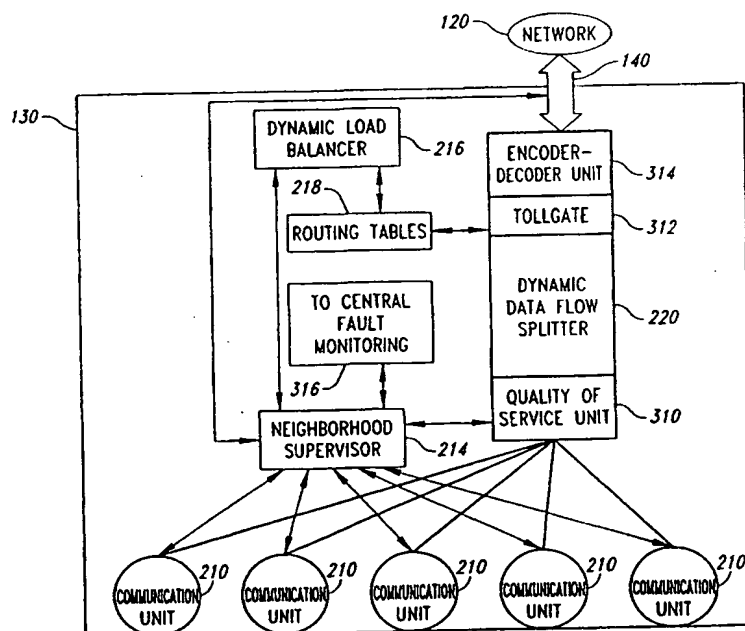 120
NETWORK
140
130
DYNAMIC LOAD
BALANCER
216
ENCODER-
DECODER UNIT
314
218
ROUTING TABLES
TOLLGATE
312
DYNAMIC
DATA FLOW
SPLITTER
220
TO CENTRAL
FAULT
MONITORING
316
QUALITY OF
SERVICE UNIT
310
NEIGHBORHOOD
SUPERVISOR
214
210
COMMUNICATION
UNIT
210
COMMUNICATION
UNIT
210
COMMUNICATION
UNIT
210
COMMUNICATION
UNIT
210
COMMUNICATION
UNIT